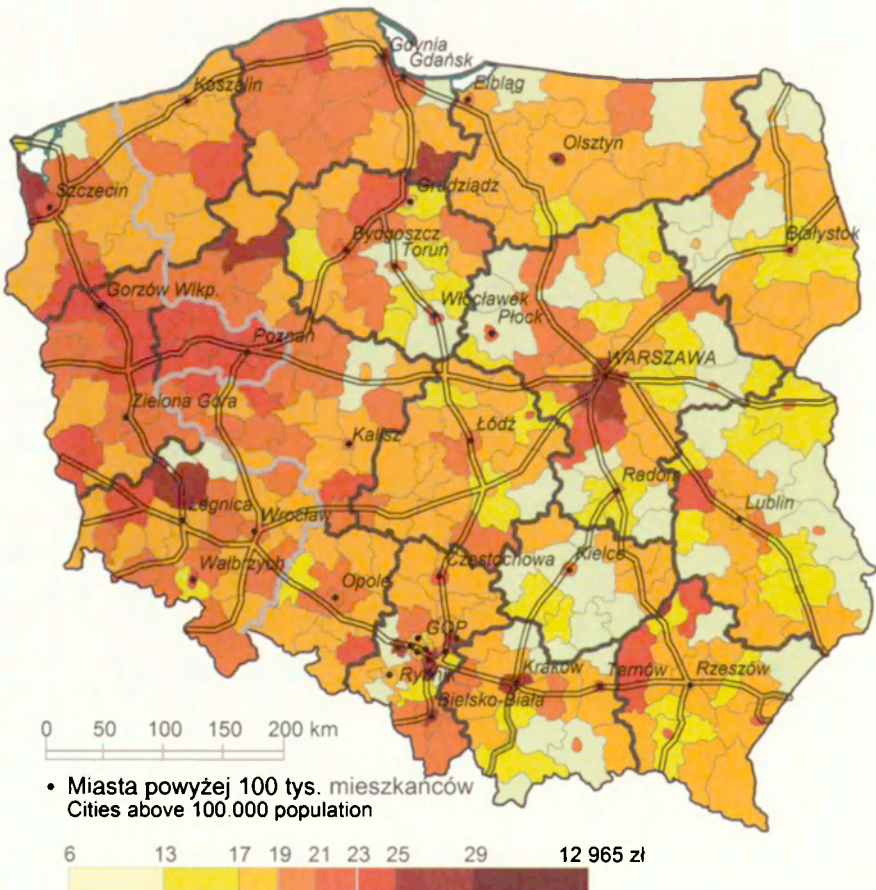 Gdynia
Gdańsk
Koszalin
Elbląg
Olsztyn
Szczecin
Grudziądz
Białystok
Bydgoszcz
Toruń
Gorzów Wlkp.
Włocławek
Płock
Poznań
WARSZAWA
Zielona Góra
Kalisz
Łódź
Radom
Legnica
Wrocław
Lublin
Częstochowa
Kielce
Wałbrzych
Opole
GOP
Kraków
Tarnów
Rzeszów
Rybnik
Bielsko-Biała
0 50 100 150 200 km
• Miasta powyżej 100 tys. mieszkańców
Cities above 100.000 population
6 13 17 19 21 23 25 29 12 965 zł